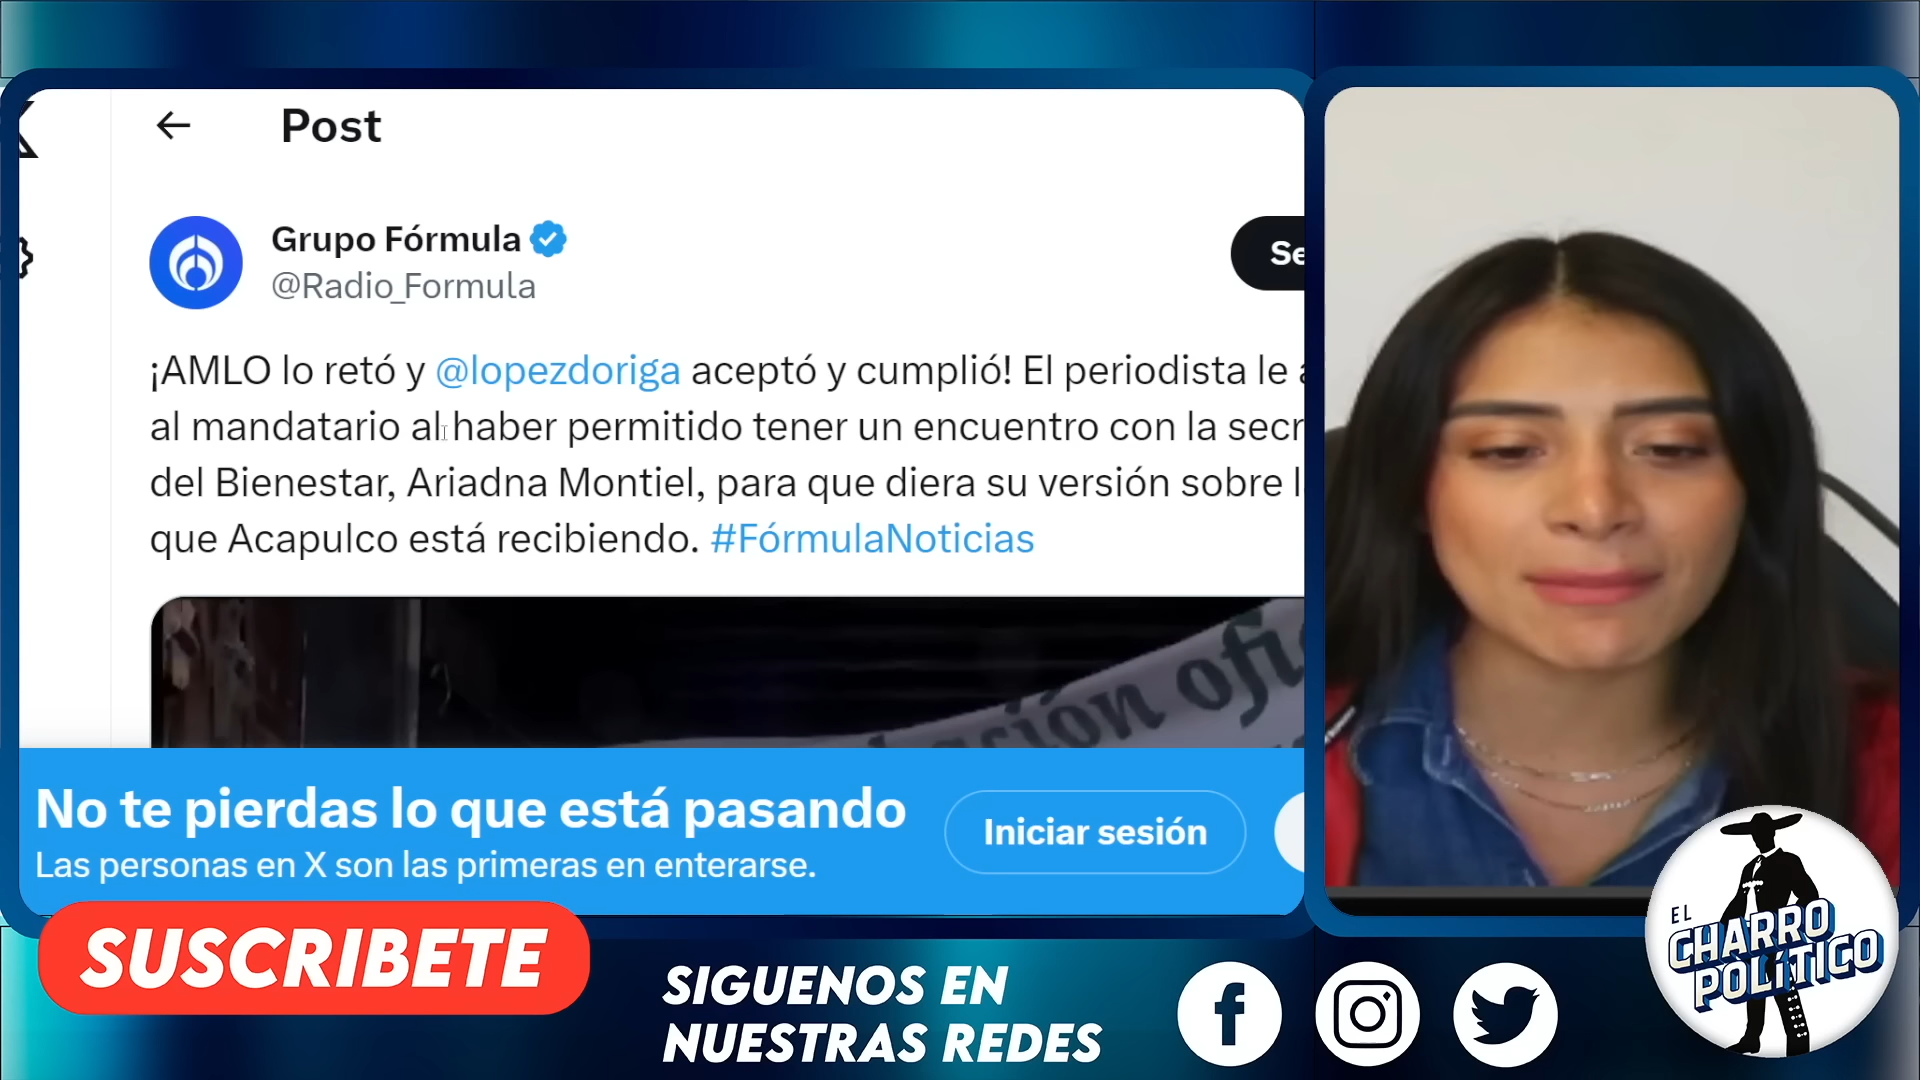 Post
Grupo Fórmula
@Radio_Formula
¡AMLO lo retó y @lopezdoriga aceptó y cumplió! El periodista le
al mandatario al haber permitido tener un encuentro con la
del Bienestar, Ariadna Montiel, para que diera su versión sobre
que Acapulco está recibiendo. #FórmulaNoticias
No te pierdas lo que está pasando
Las personas en X son las primeras en enterarse.
Iniciar sesión
SUSCRIBETE
SIGUENOS EN
NUESTRAS REDES
EL
CHARRO
POLÍTICO